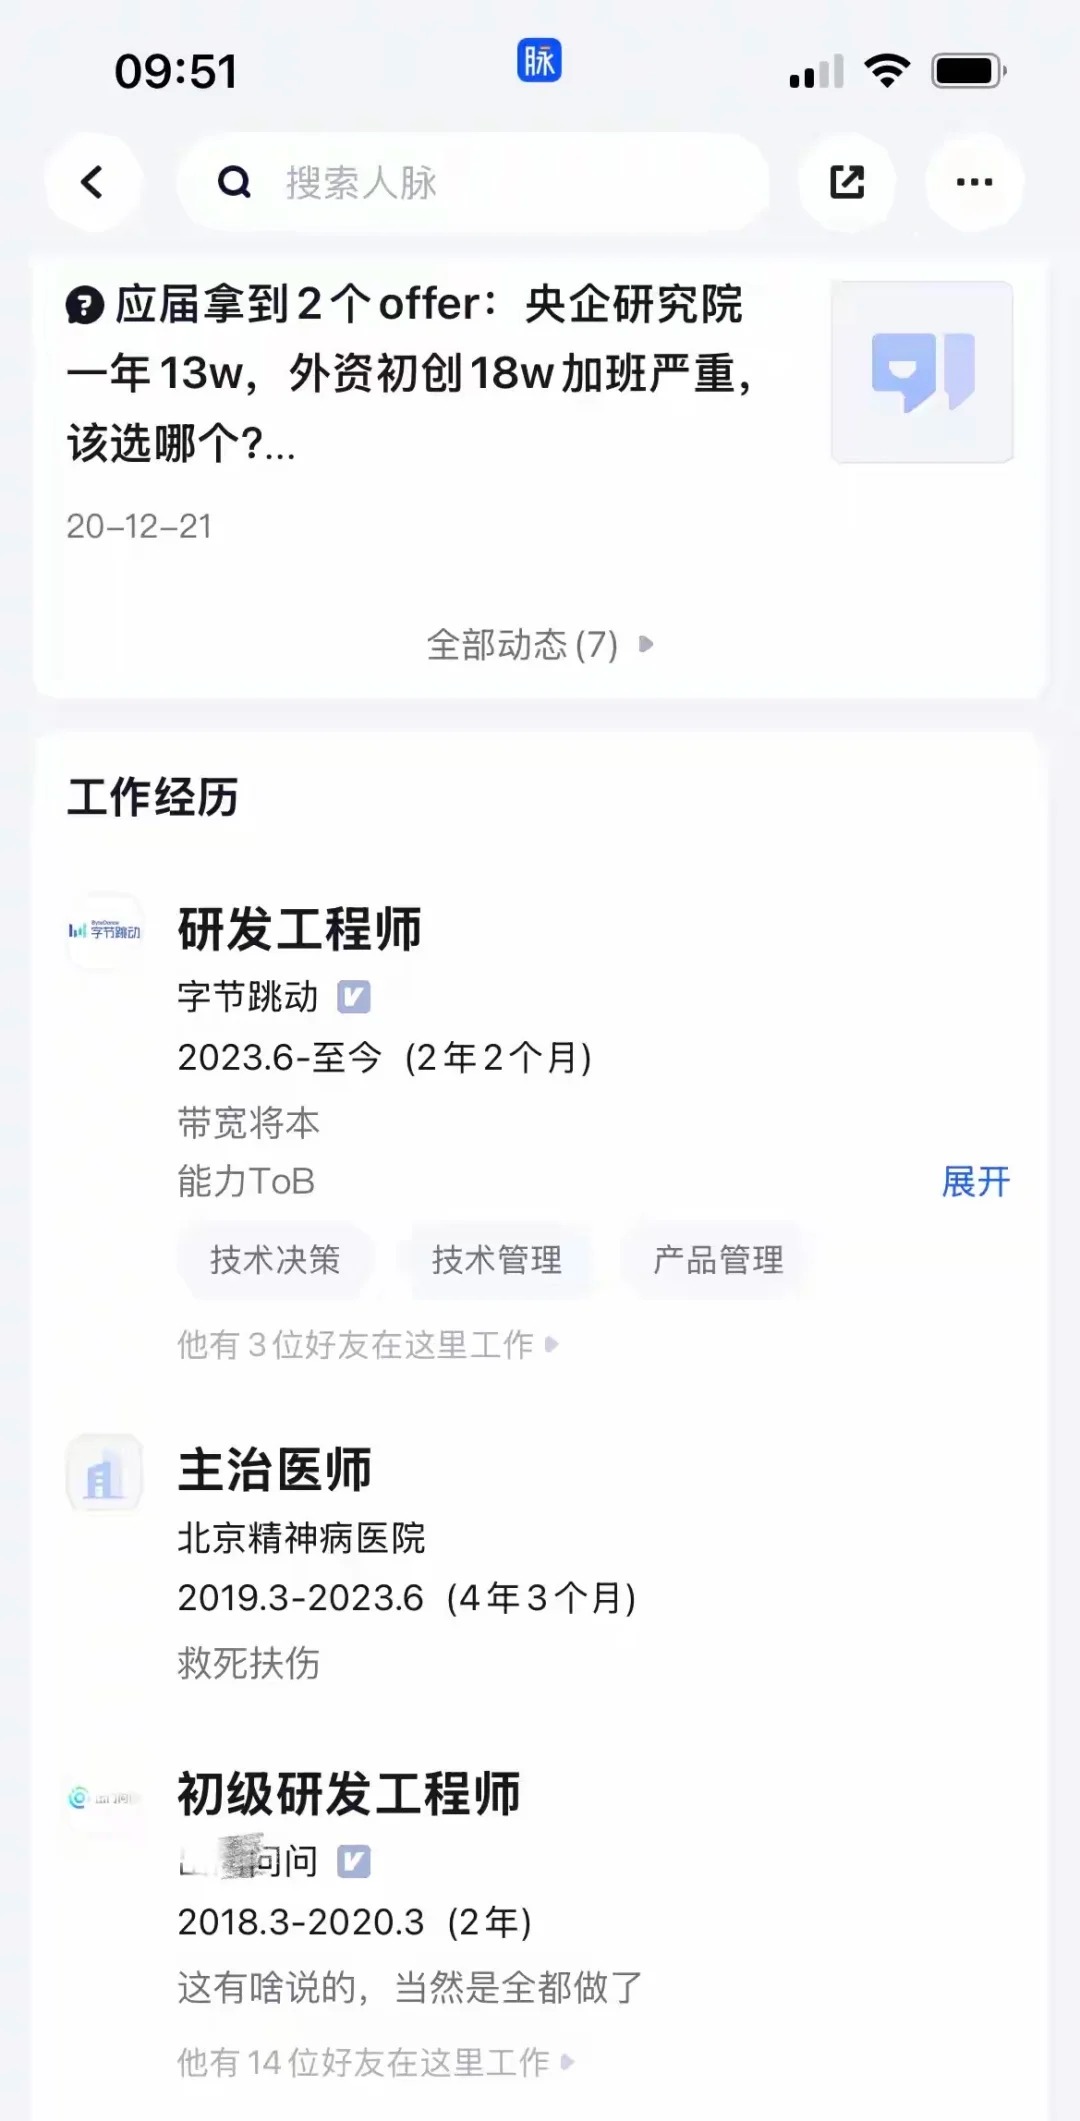 09:51
脉
搜索人脉
应届拿到2个offer：央企研究院
一年13w，外资初创18w加班严重，
该选哪个?...
20-12-21
全部动态(7)
工作经历
研发工程师
ByteDance
字节跳动
字节跳动
2023.6-至今 (2年2个月)
带宽将本
能力ToB
展开
技术决策
技术管理
产品管理
他有3位好友在这里工作
主治医师
北京精神病医院
2019.3-2023.6 (4年3个月)
救死扶伤
初级研发工程师
问问
2018.3-2020.3 (2年)
这有啥说的，当然是全都做了
他有14位好友在这里工作